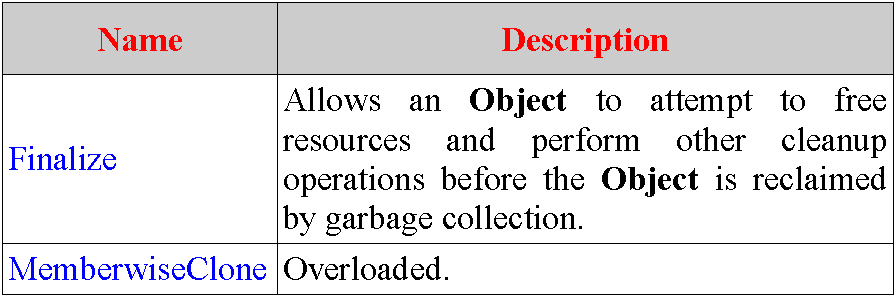 Name Description
Finalize
Allows an Object to attempt to free
resources and perform other cleanup
operations before the Object is reclaimed
by garbage collection.
MemberwiseClone Overloaded.